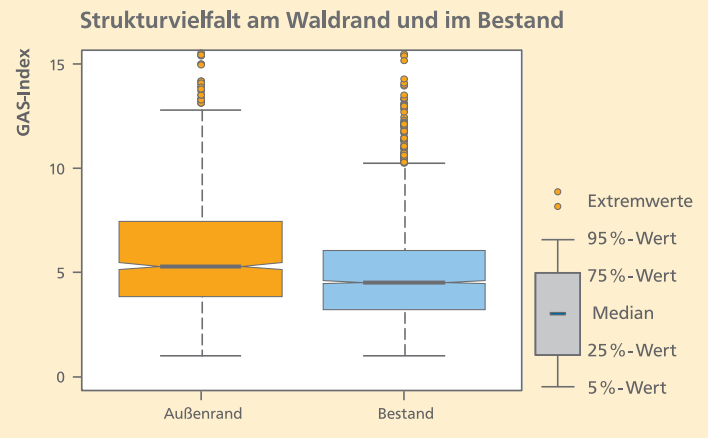 Strukturvielfalt am Waldrand und im Bestand
GAS-Index
15
10
5
0
Außenrand
Bestand
Extremwerte
95%-Wert
75%-Wert
Median
25%-Wert
5%-Wert